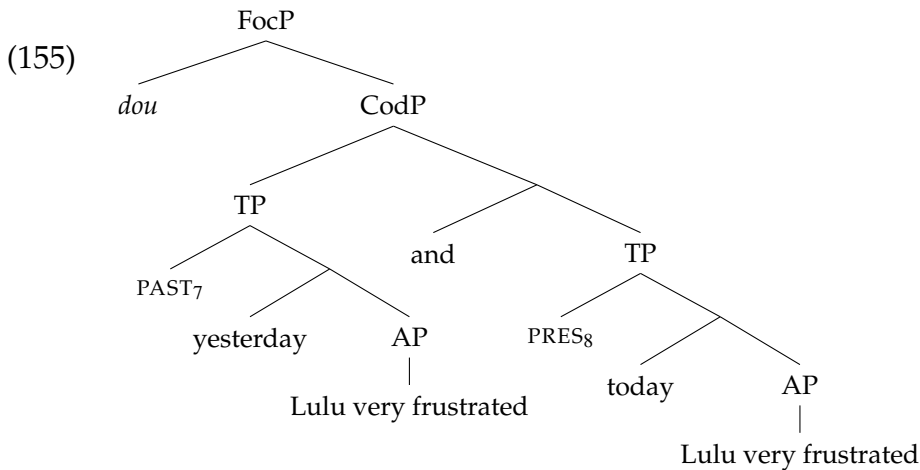 FocP
(155)
dou
CodP
TP
and
TP
PAST7
PRES8
yesterday
AP
today
AP
Lulu very frustrated
Lulu very frustrated